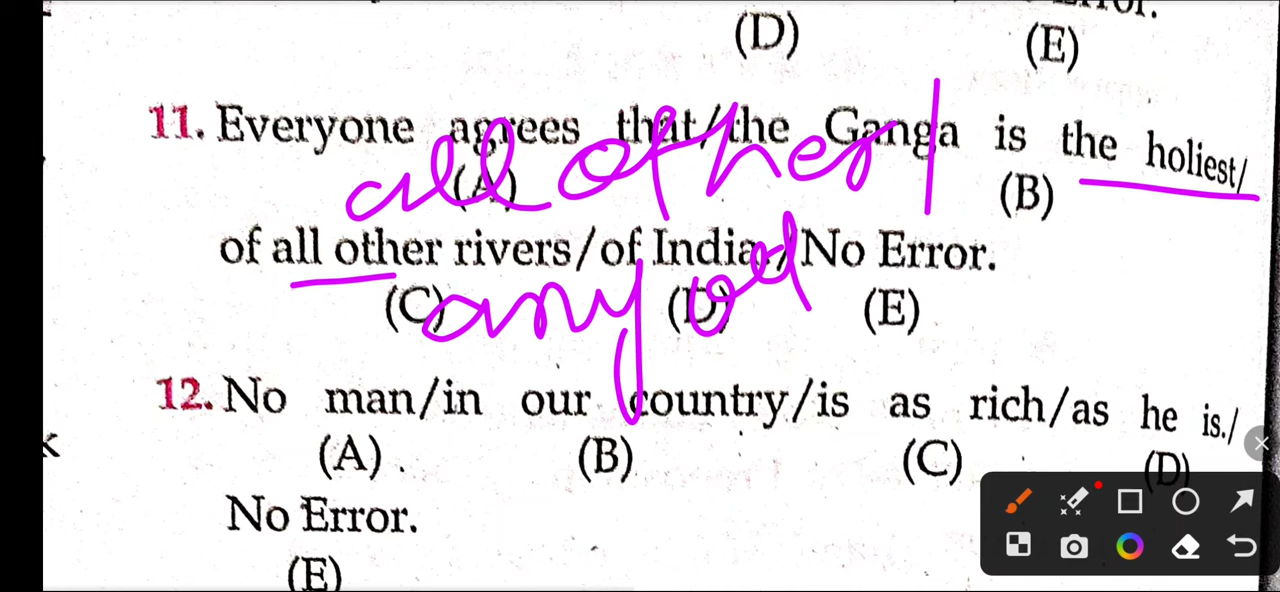 (D) (E)
11. Everyone agrees that/the Ganga is the holiest/
all other
(A) (B)
of all other rivers/of India./No Error.
(C) (D) (E)
any
12. No man/in our country/is as rich/as he is./
(A) (B) (C) (D)
No Error.
(E)